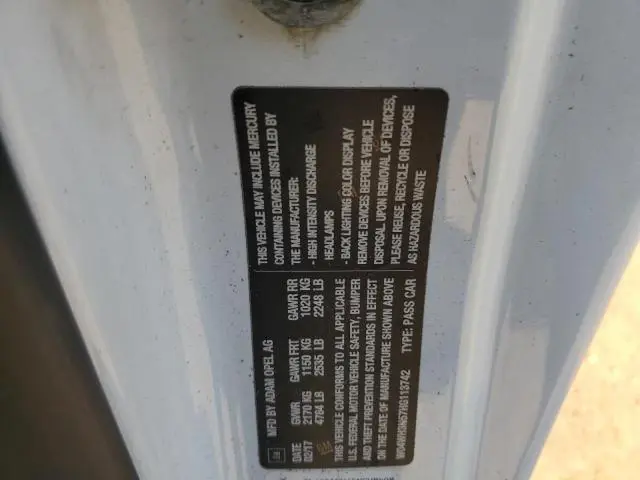 MFD BY ADAM OPEL AG
DATE GVWR GAWR FRT GAWR RR
02/17 2170 KG 1150 KG 1020 KG
4784 LB 2535 LB 2248 LB
THIS VEHICLE CONFORMS TO ALL APPLICABLE
U.S. FEDERAL MOTOR VEHICLE SAFETY, BUMPER
AND THEFT PREVENTION STANDARDS IN EFFECT
ON THE DATE OF MANUFACTURE SHOWN ABOVE
TYPE: PASS CAR
THIS VEHICLE MAY INCLUDE MERCURY
CONTAINING DEVICES INSTALLED BY
THE MANUFACTURER:
- HIGH INTENSITY DISCHARGE
HEADLAMPS
- BACK LIGHTING COLOR DISPLAY
REMOVE DEVICES BEFORE VEHICLE
DISPOSAL. UPON REMOVAL OF DEVICES,
PLEASE REUSE, RECYCLE OR DISPOSE
AS HAZARDOUS WASTE